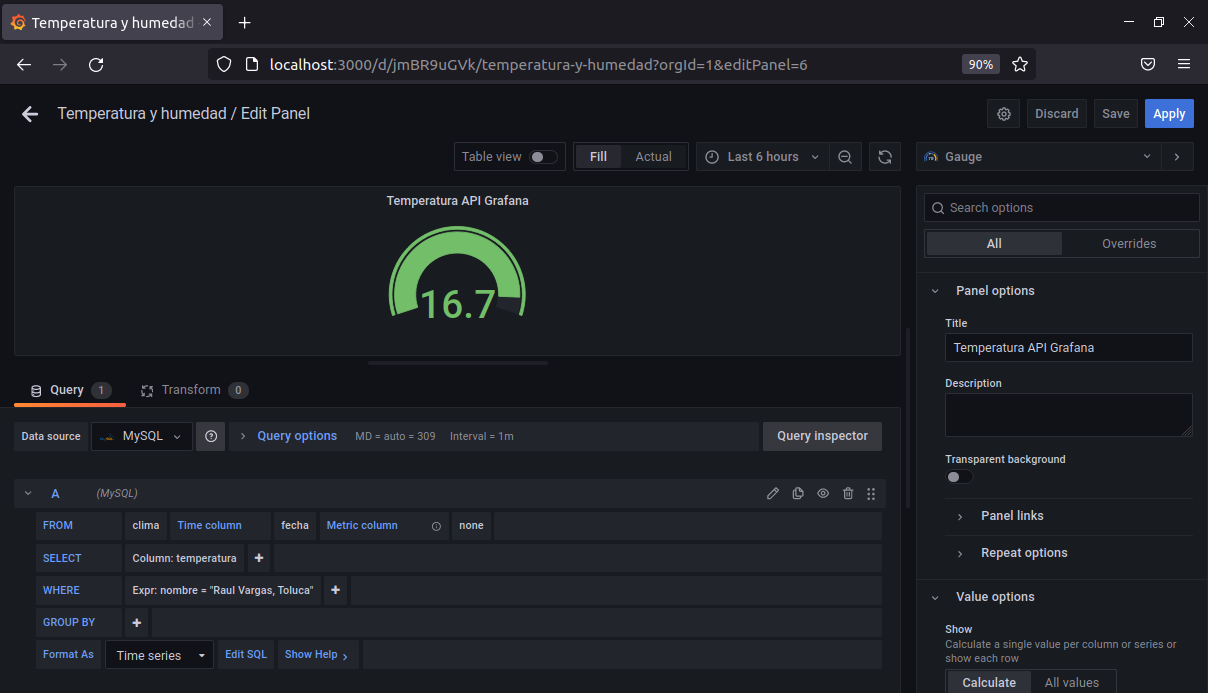 Temperatura y humedad
localhost:3000/d/jmBR9uGVk/temperatura-y-humedad?orgId=1&editPanel=6
90%
Temperatura y humedad / Edit Panel
Discard
Save
Apply
Table view
Fill
Actual
Last 6 hours
Gauge
Temperatura API Grafana
16.7
Search options
All
Overrides
Panel options
Title
Temperatura API Grafana
Description
Transparent background
Panel links
Repeat options
Value options
Show
Calculate a single value per column or series or
show each row
Calculate
All values
Query 1
Transform 0
Data source
MySQL
Query options
MD = auto = 309
Interval = 1m
Query inspector
A (MySQL)
FROM clima Time column fecha Metric column none
SELECT Column: temperatura +
WHERE Expr: nombre = "Raul Vargas, Toluca" +
GROUP BY +
Format As Time series Edit SQL Show Help